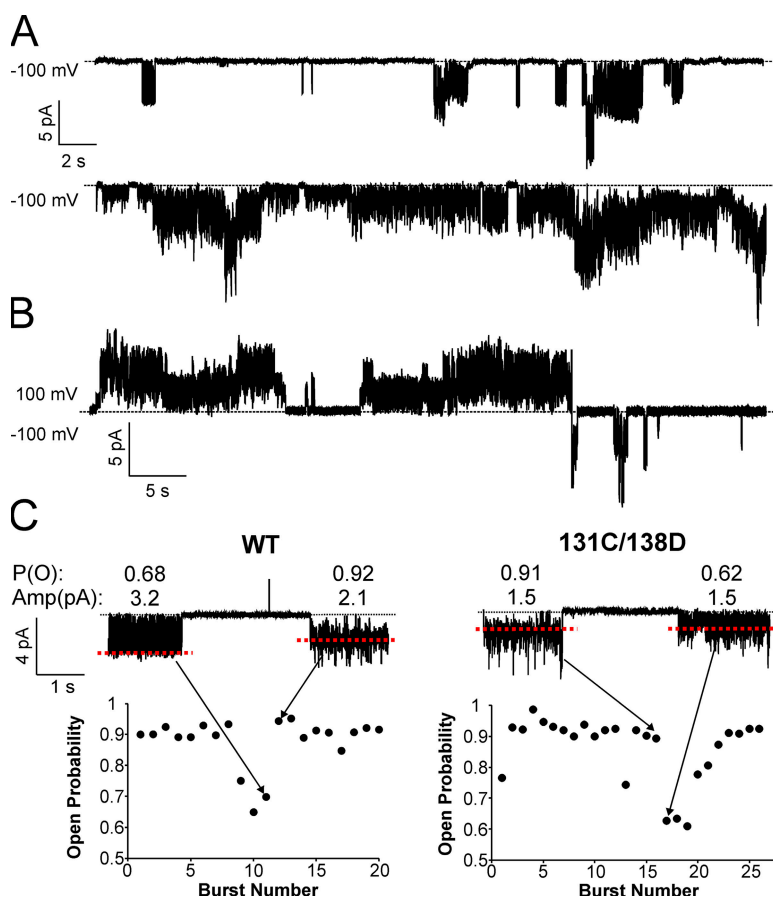 A
-100 mV
5 pA
2 s
-100 mV
B
100 mV
-100 mV
5 pA
5 s
C
WT
131C/138D
P(O): 0.68 0.92 0.91 0.62
Amp(pA): 3.2 2.1 1.5 1.5
4 pA
1 s
Open Probability
1
0.9
0.8
0.7
0.6
0.5
0 5 10 15 20
Burst Number
Open Probability
1
0.9
0.8
0.7
0.6
0.5
0 5 10 15 20 25
Burst Number